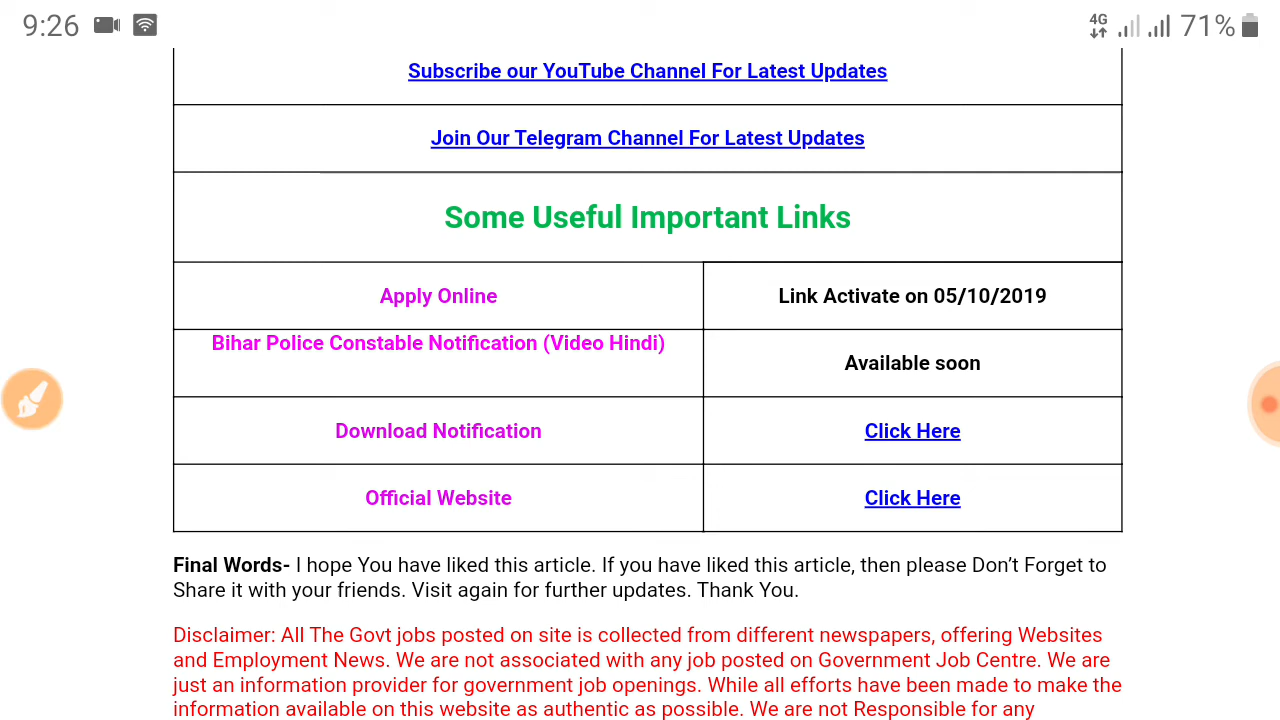 9:26
4G
71%
Subscribe our YouTube Channel For Latest Updates
Join Our Telegram Channel For Latest Updates
Some Useful Important Links
Apply Online
Link Activate on 05/10/2019
Bihar Police Constable Notification (Video Hindi)
Available soon
Download Notification
Click Here
Official Website
Click Here
Final Words- I hope You have liked this article. If you have liked this article, then please Don’t Forget to
Share it with your friends. Visit again for further updates. Thank You.
Disclaimer: All The Govt jobs posted on site is collected from different newspapers, offering Websites
and Employment News. We are not associated with any job posted on Government Job Centre. We are
just an information provider for government job openings. While all efforts have been made to make the
information available on this website as authentic as possible. We are not Responsible for any